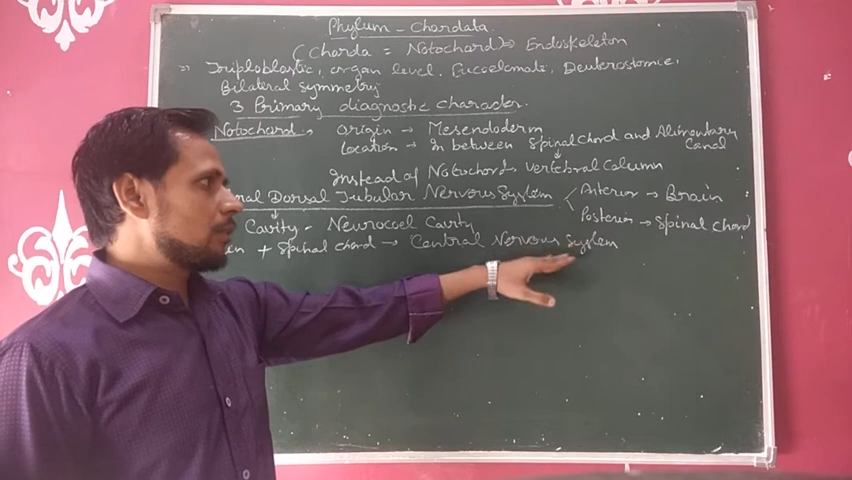 Phylum - Chordata.
(Chorda = Notochord) ⇒ Endoskeleton
⇒ Triploblastic, organ level. Eucoelomate, Deuterostomic,
Bilateral symmetry
3 Primary diagnostic character.
Notochord → Origin → Mesendoderm
Location → In between Spinal Chord and Alimentary Canal
Instead of Notochord → Vertebral Column
Dorsal Tubular Nervous System < Anterior → Brain
Posterior → Spinal Chord
Cavity - Neurocoel Cavity
+ Spinal chord → Central Nervous System